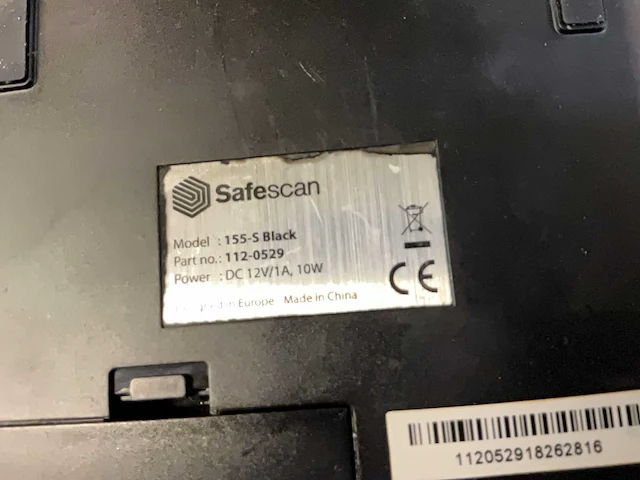 Safescan
Model : 155-S Black
Part no.: 112-0529
Power : DC 12V/1A, 10W
in Europe Made in China
CE
112052918262816